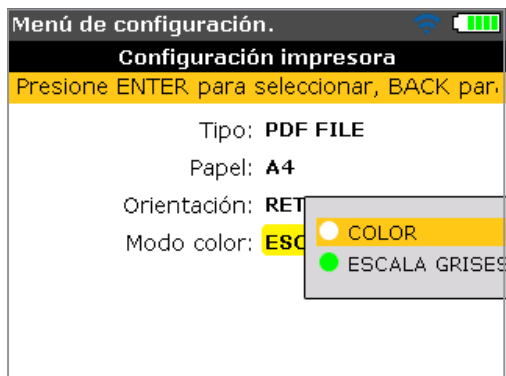 Menú de configuración.
Configuración impresora
Presione ENTER para seleccionar, BACK par
Tipo: PDF FILE
Papel: A4
Orientación: RET
Modo color: ESC
COLOR
ESCALA GRISES